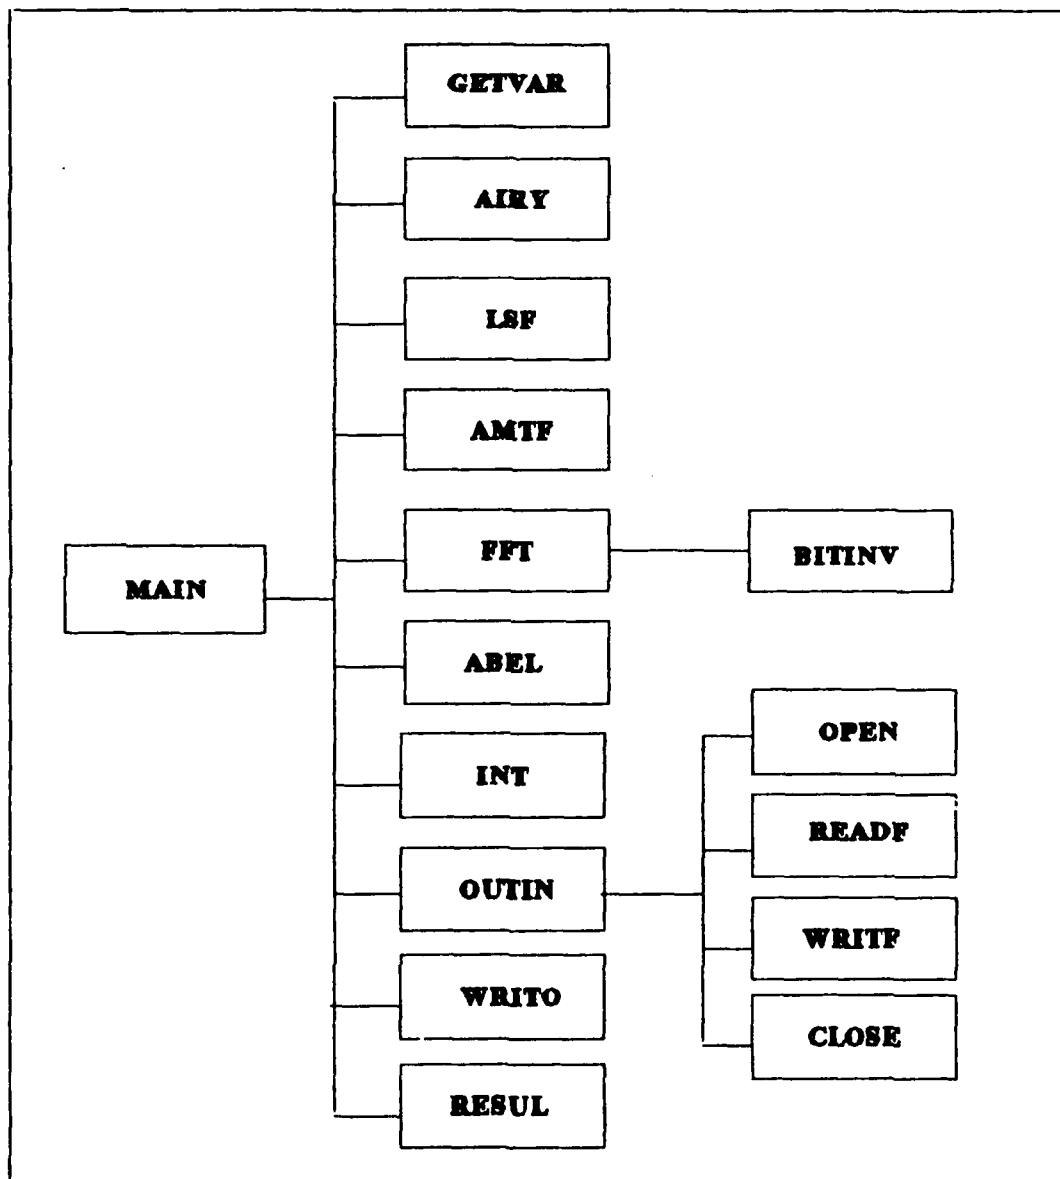 GETVAR
AIRY
LSF
AMTF
FFT
BITINV
MAIN
ABEL
OPEN
INT
READF
OUTIN
WRITF
WRITO
CLOSE
RESUL